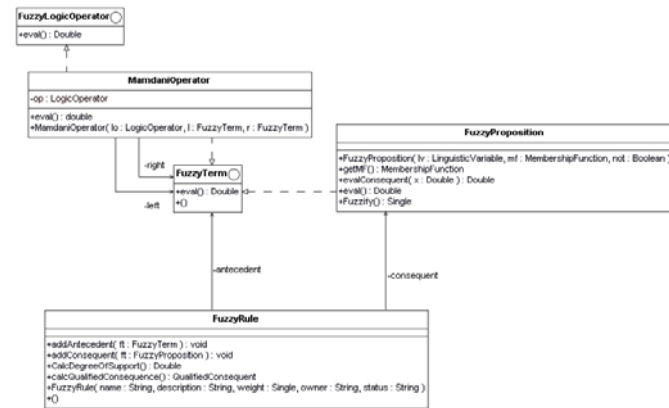 FuzzyLogicOperator
+eval() : Double
MamdaniOperator
-op : LogicOperator
+eval() : double
+MamdaniOperator( lo : LogicOperator, l : FuzzyTerm, r : FuzzyTerm )
-right
-left
FuzzyTerm
+eval() : Double
+()
FuzzyProposition
+FuzzyProposition( lv : LinguisticVariable, mf : MembershipFunction, not : Boolean )
+getMF() : MembershipFunction
+evalConsequent( x : Double ) : Double
+eval() : Double
+Fuzzify() : Single
-antecedent
-consequent
FuzzyRule
+addAntecedent( ft : FuzzyTerm ) : void
+addConsequent( ft : FuzzyProposition ) : void
+CalcDegreeOfSupport() : Double
+calcQualifiedConsequence() : QualifiedConsequent
+FuzzyRule( name : String, description : String, weight : Single, owner : String, status : String )
+()